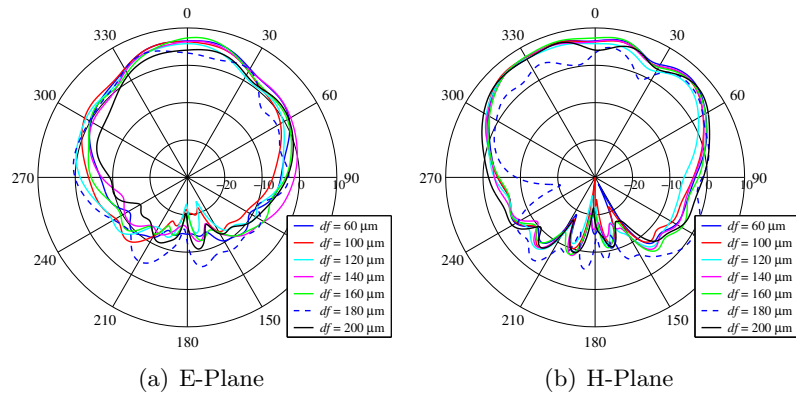 0
30
60
90
150
180
210
240
270
300
330
−20
−10
0
10
df = 60 µm
df = 100 µm
df = 120 µm
df = 140 µm
df = 160 µm
df = 180 µm
df = 200 µm
(a) E-Plane
0
30
60
90
150
180
210
240
270
300
330
−20
−10
0
10
df = 60 µm
df = 100 µm
df = 120 µm
df = 140 µm
df = 160 µm
df = 180 µm
df = 200 µm
(b) H-Plane